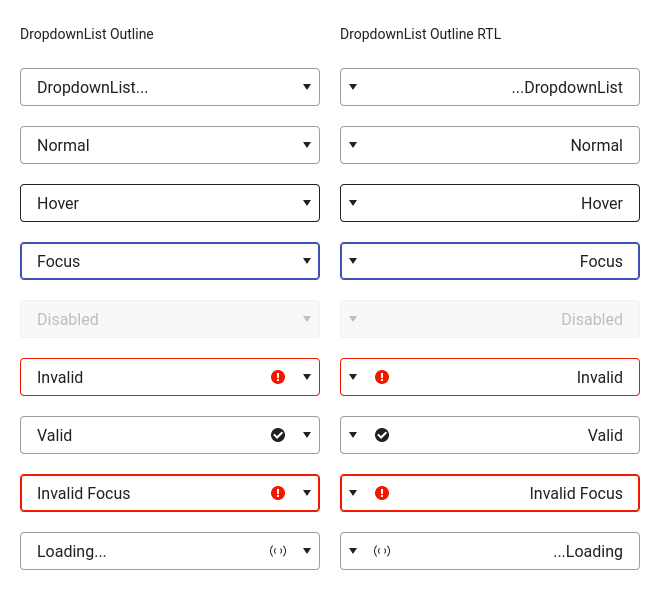 DropdownList Outline
DropdownList Outline RTL
DropdownList...
...DropdownList
Normal
Normal
Hover
Hover
Focus
Focus
Disabled
Disabled
Invalid
Invalid
Valid
Valid
Invalid Focus
Invalid Focus
Loading...
...Loading